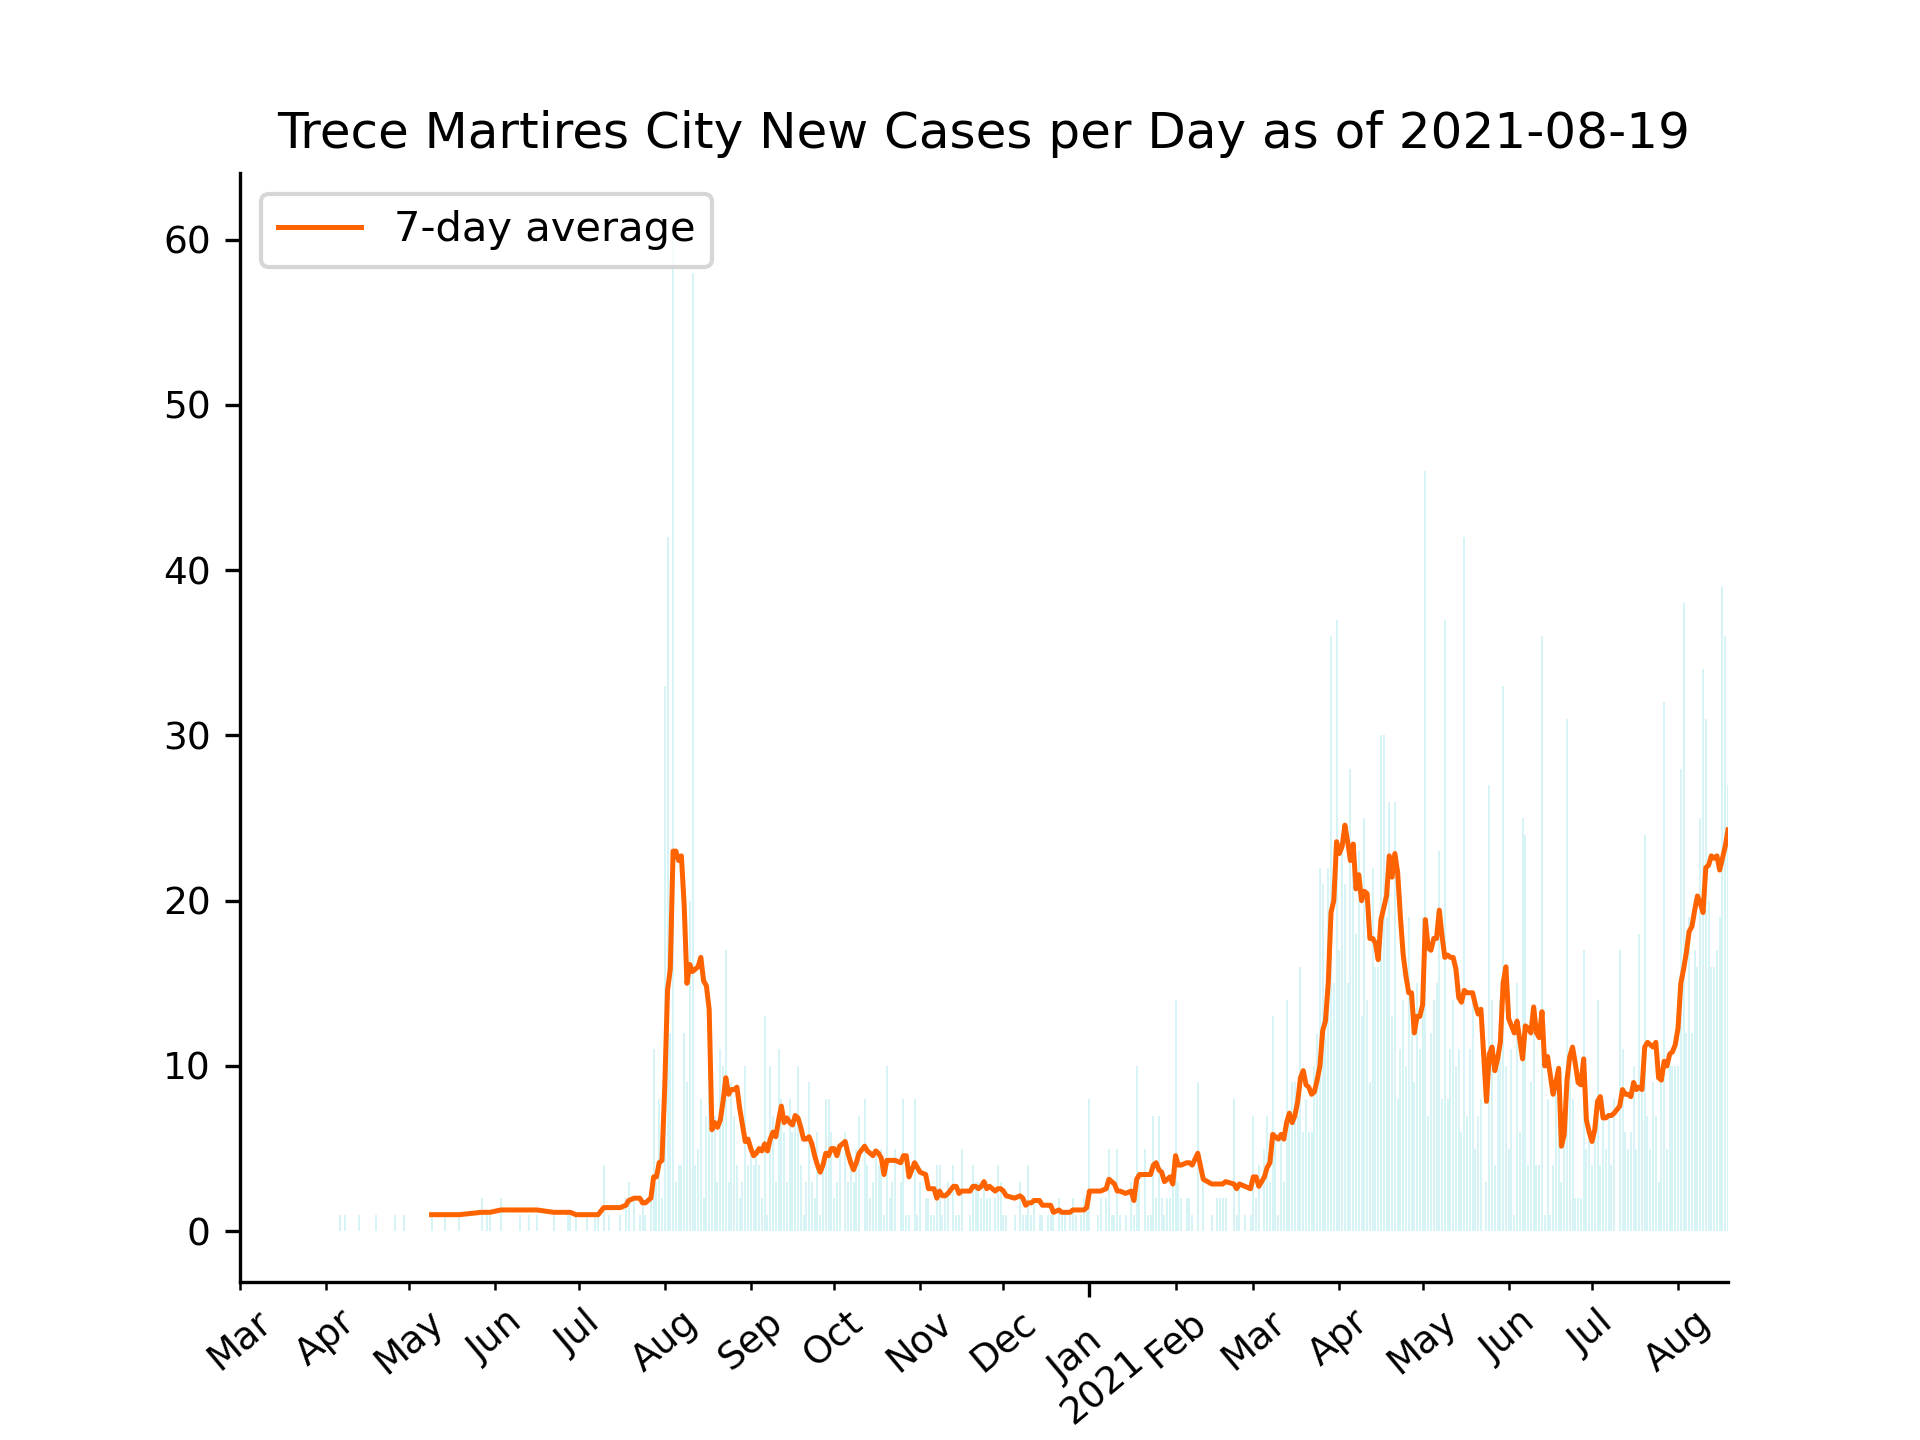 Trece Martires City New Cases per Day as of 2021-08-19
7-day average
60
50
40
30
20
10
0
Mar Apr May Jun Jul Aug Sep Oct Nov Dec Jan Feb Mar Apr May Jun Jul Aug
2021